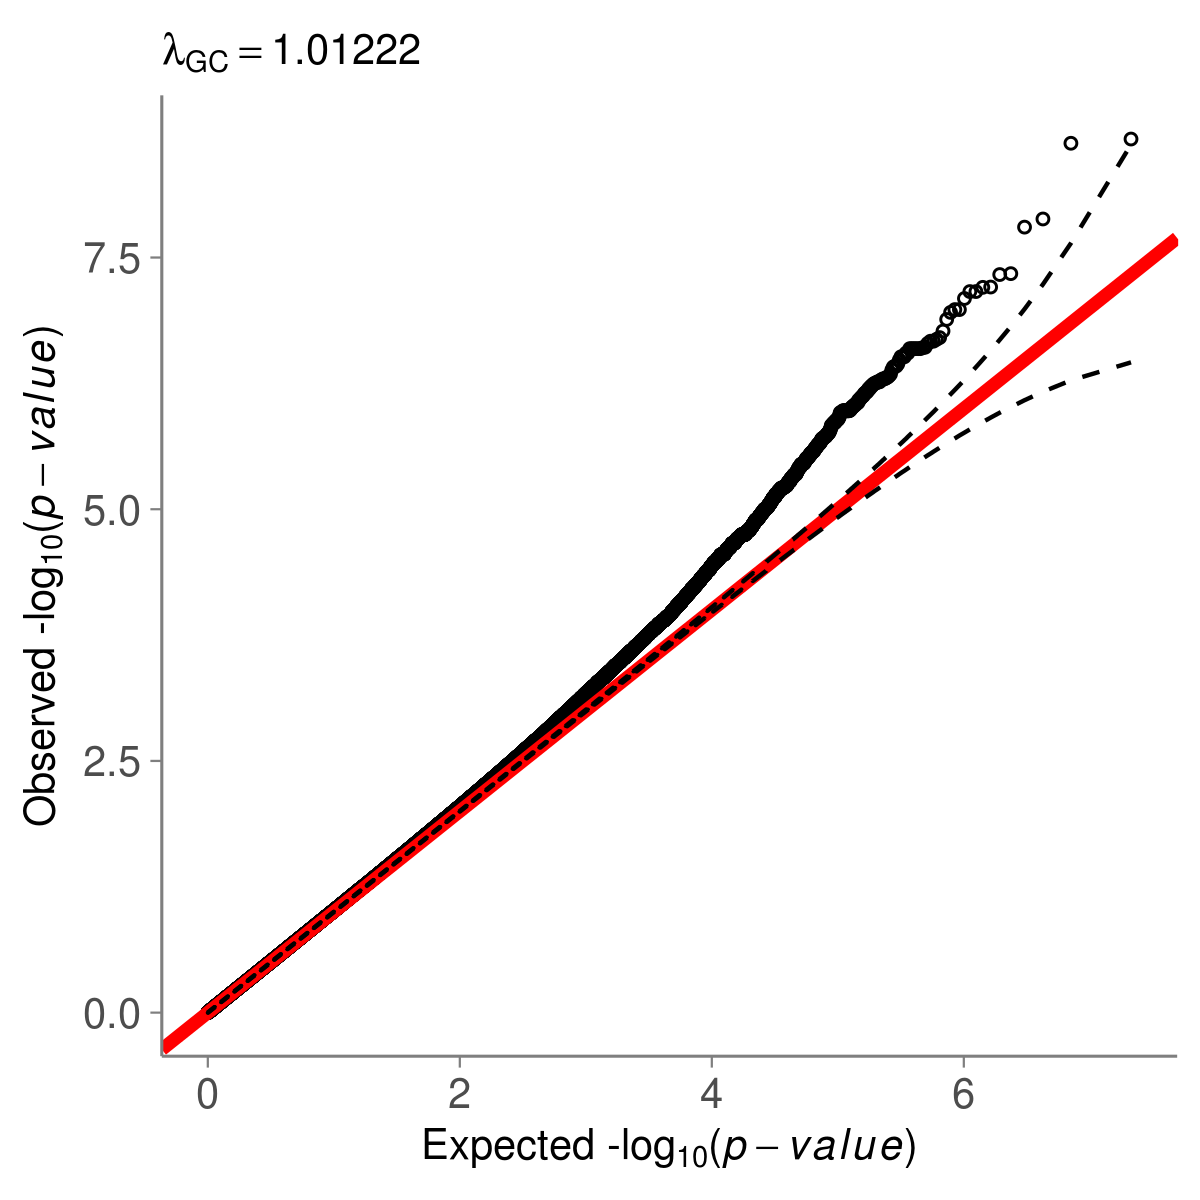 λGC = 1.01222
Observed -log10(p − value)
7.5
5.0
2.5
0.0
0 2 4 6
Expected -log10(p − value)